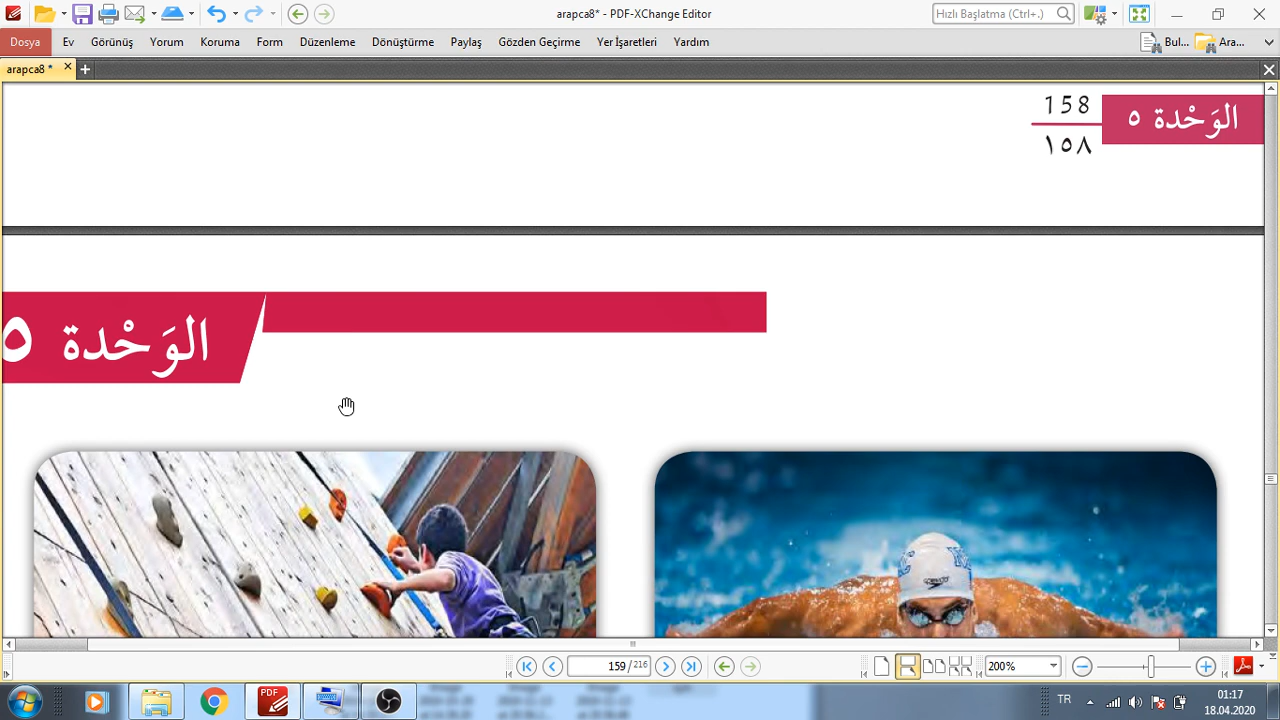 arapca8* - PDF-XChange Editor
Hızlı Başlatma (Ctrl+.)
Dosya Ev Görünüş Yorum Koruma Form Düzenleme Dönüştürme Paylaş Gözden Geçirme Yer İşaretleri Yardım Bul... Ara...
arapca8 *
158
الوَحْدة ٥
١٥٨
الوَحْدة ٥
speedo
159 / 216
200%
PDF
TR
01:17
18.04.2020